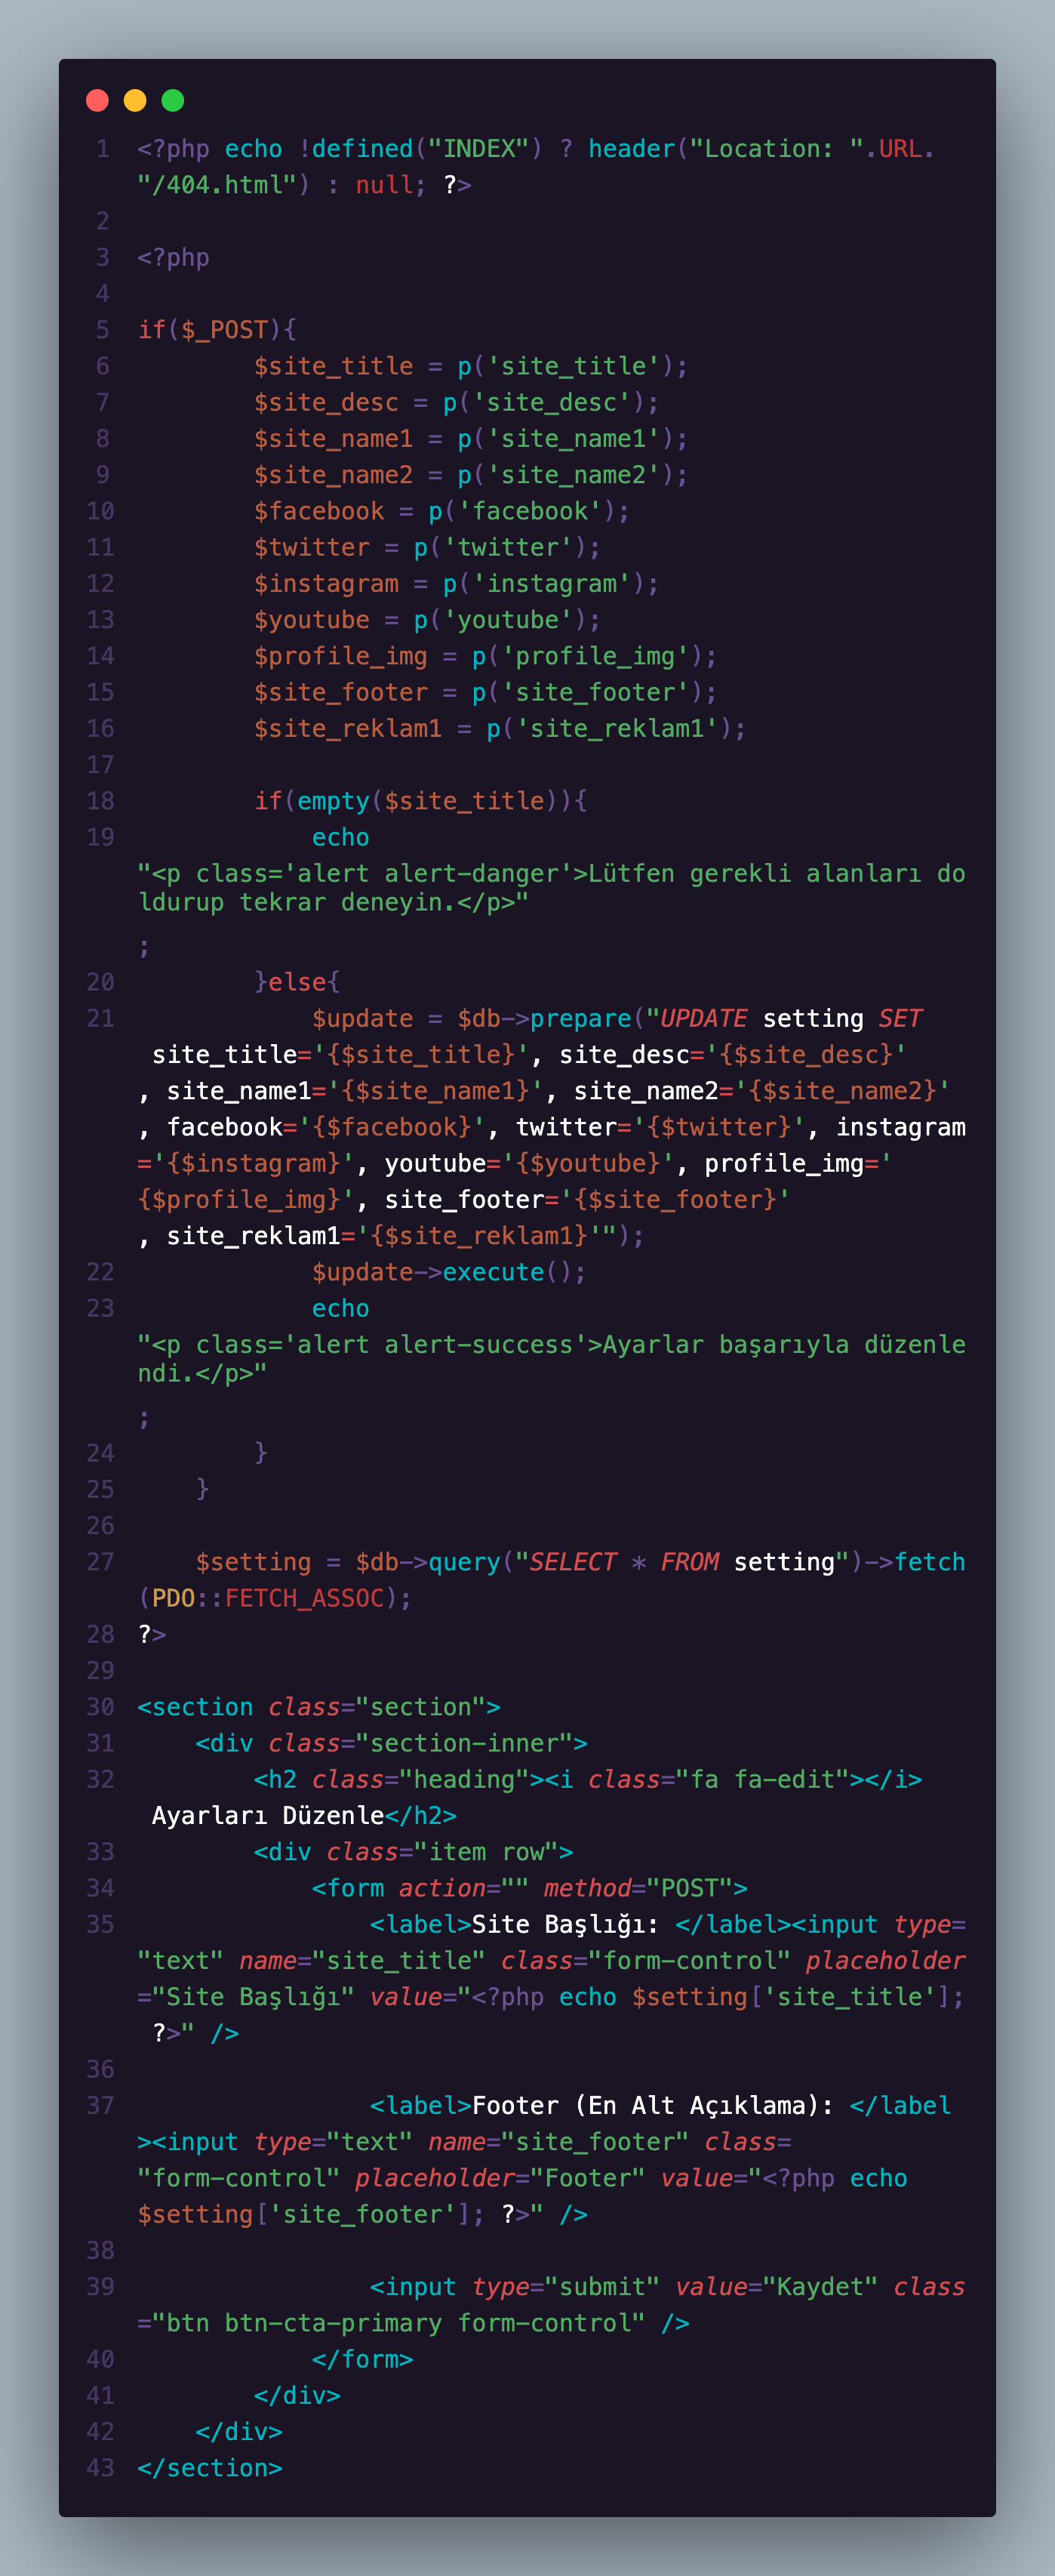 1 <?php echo !defined("INDEX") ? header("Location: ".URL.
"/404.html") : null; ?>
2
3 <?php
4
5 if($_POST){
6 $site_title = p('site_title');
7 $site_desc = p('site_desc');
8 $site_name1 = p('site_name1');
9 $site_name2 = p('site_name2');
10 $facebook = p('facebook');
11 $twitter = p('twitter');
12 $instagram = p('instagram');
13 $youtube = p('youtube');
14 $profile_img = p('profile_img');
15 $site_footer = p('site_footer');
16 $site_reklam1 = p('site_reklam1');
17
18 if(empty($site_title)){
19 echo
"<p class='alert alert-danger'>Lütfen gerekli alanları do
ldurup tekrar deneyin.</p>"
;
20 }else{
21 $update = $db->prepare("UPDATE setting SET
site_title='{$site_title}', site_desc='{$site_desc}'
, site_name1='{$site_name1}', site_name2='{$site_name2}'
, facebook='{$facebook}', twitter='{$twitter}', instagram
='{$instagram}', youtube='{$youtube}', profile_img='
{$profile_img}', site_footer='{$site_footer}'
, site_reklam1='{$site_reklam1}'");
22 $update->execute();
23 echo
"<p class='alert alert-success'>Ayarlar başarıyla düzenle
ndi.</p>"
;
24 }
25 }
26
27 $setting = $db->query("SELECT * FROM setting")->fetch
(PDO::FETCH_ASSOC);
28 ?>
29
30 <section class="section">
31 <div class="section-inner">
32 <h2 class="heading"><i class="fa fa-edit"></i>
Ayarları Düzenle</h2>
33 <div class="item row">
34 <form action="" method="POST">
35 <label>Site Başlığı: </label><input type=
"text" name="site_title" class="form-control" placeholder
="Site Başlığı" value="<?php echo $setting['site_title'];
?>" />
36
37 <label>Footer (En Alt Açıklama): </label
><input type="text" name="site_footer" class=
"form-control" placeholder="Footer" value="<?php echo
$setting['site_footer']; ?>" />
38
39 <input type="submit" value="Kaydet" class
="btn btn-cta-primary form-control" />
40 </form>
41 </div>
42 </div>
43 </section>